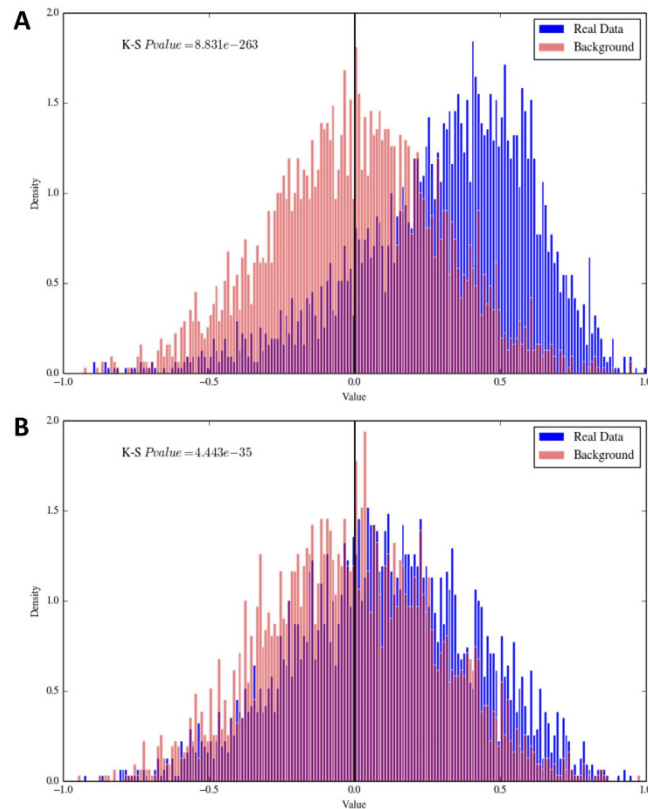 A
K-S Pvalue=8.831e−263
Real Data
Background
2.0
1.5
1.0
0.5
0.0
Density
−1.0 −0.5 0.0 0.5 1.0
Value
B
K-S Pvalue=4.443e−35
Real Data
Background
2.0
1.5
1.0
0.5
0.0
Density
−1.0 −0.5 0.0 0.5 1.0
Value